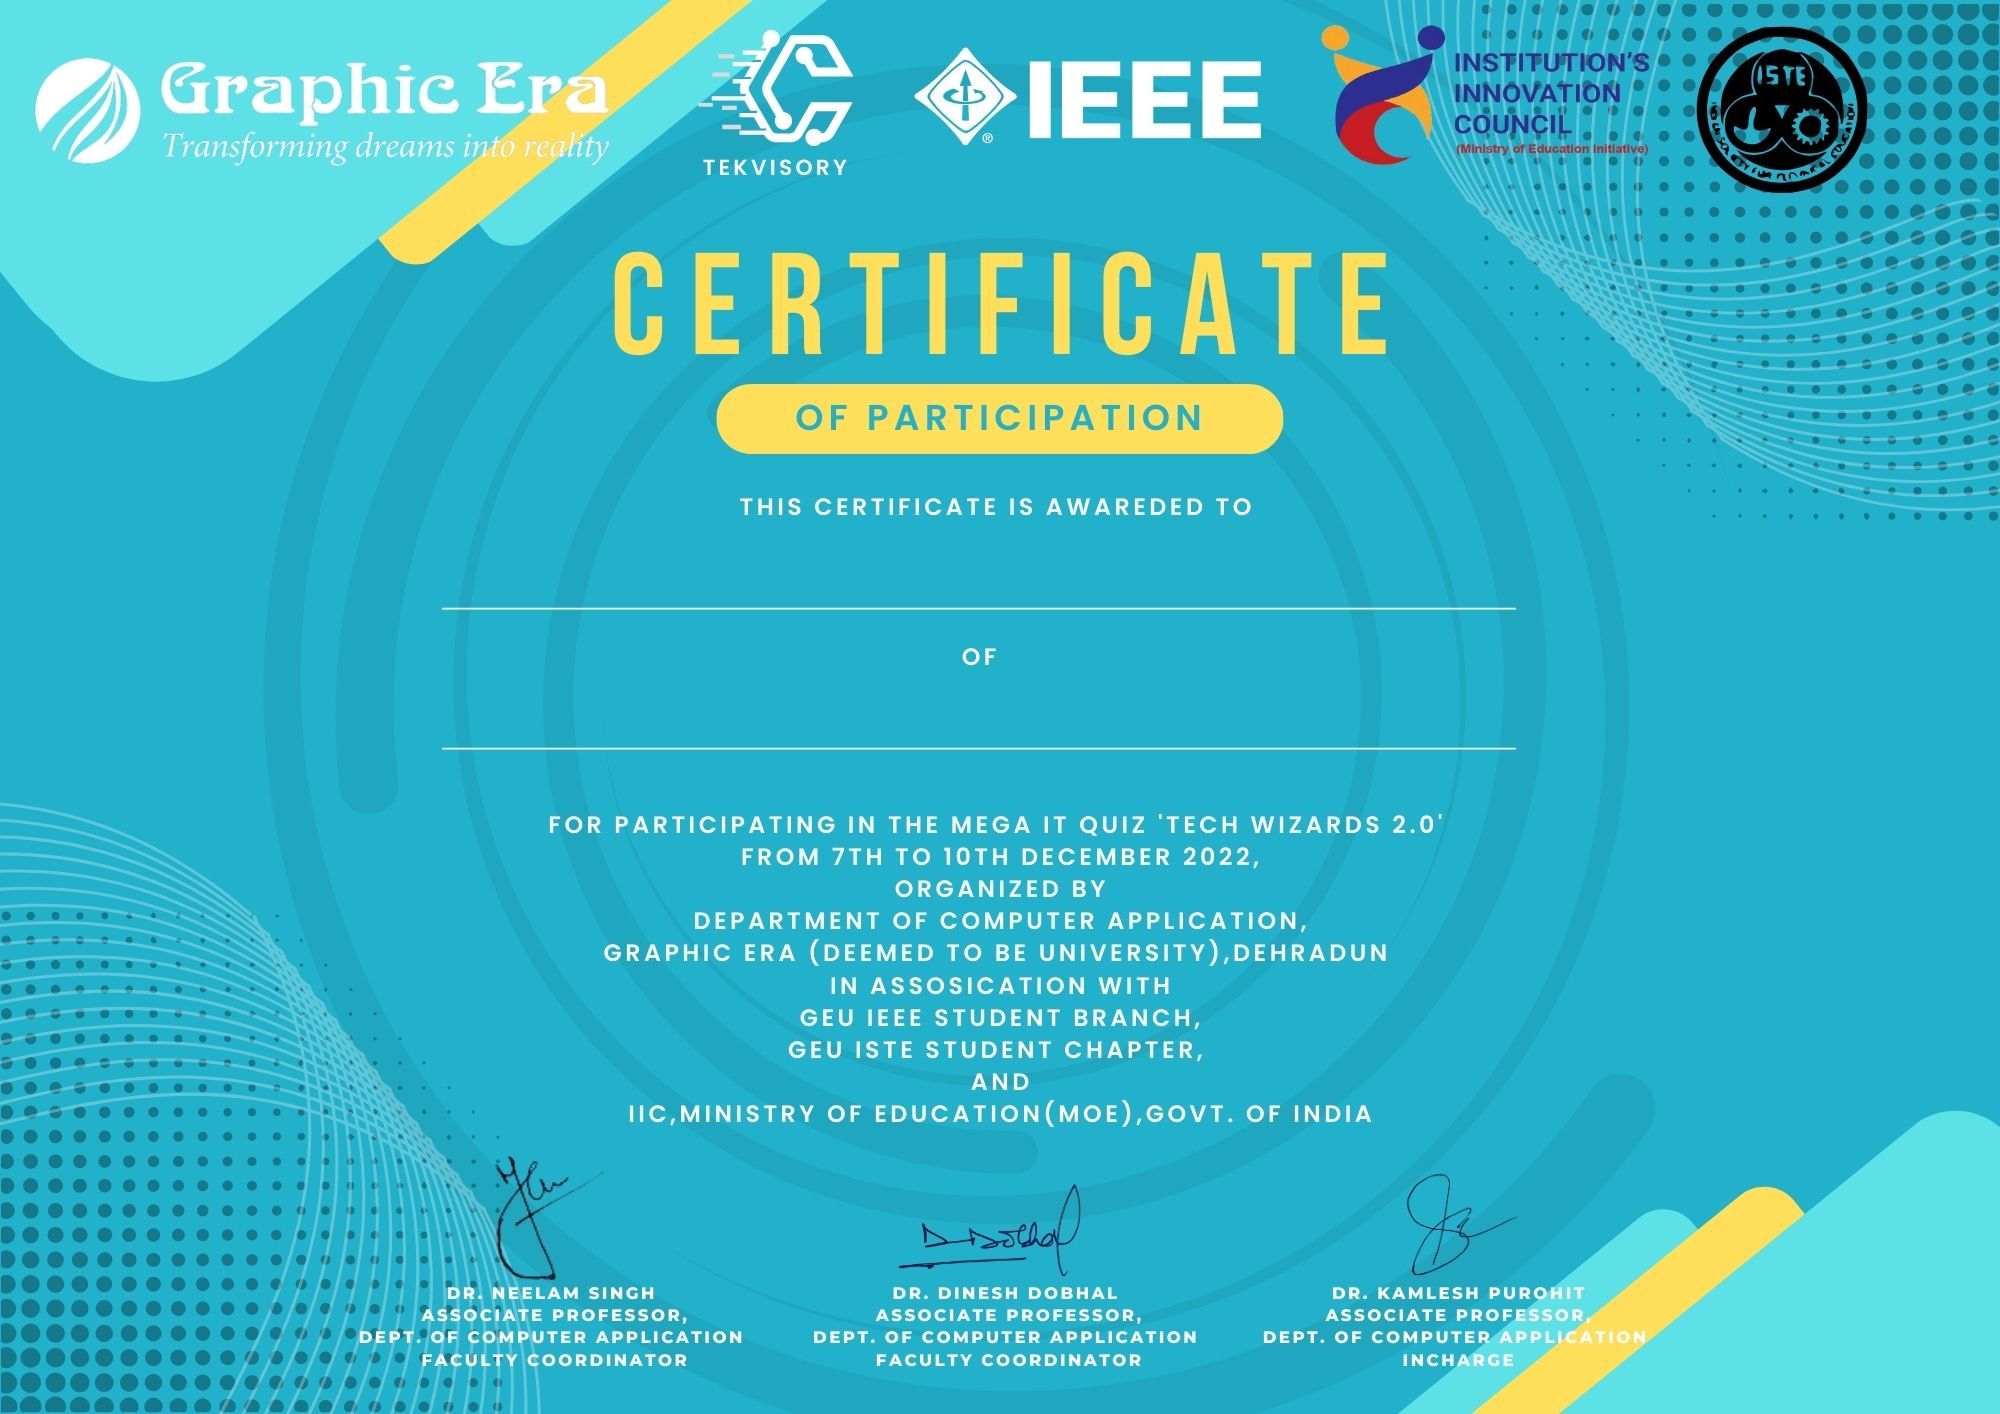 Graphic Era
Transforming dreams into reality
TEKVISORY
IEEE
®
INSTITUTION'S
INNOVATION
COUNCIL
(Ministry of Education Initiative)
ISTE
CERTIFICATE
OF PARTICIPATION
THIS CERTIFICATE IS AWAREDED TO
OF
FOR PARTICIPATING IN THE MEGA IT QUIZ 'TECH WIZARDS 2.0'
FROM 7TH TO 10TH DECEMBER 2022,
ORGANIZED BY
DEPARTMENT OF COMPUTER APPLICATION,
GRAPHIC ERA (DEEMED TO BE UNIVERSITY),DEHRADUN
IN ASSOSICATION WITH
GEU IEEE STUDENT BRANCH,
GEU ISTE STUDENT CHAPTER,
AND
IIC,MINISTRY OF EDUCATION(MOE),GOVT. OF INDIA
D Dobhal
DR. NEELAM SINGH
ASSOCIATE PROFESSOR,
DEPT. OF COMPUTER APPLICATION
FACULTY COORDINATOR
DR. DINESH DOBHAL
ASSOCIATE PROFESSOR,
DEPT. OF COMPUTER APPLICATION
FACULTY COORDINATOR
DR. KAMLESH PUROHIT
ASSOCIATE PROFESSOR,
DEPT. OF COMPUTER APPLICATION
INCHARGE